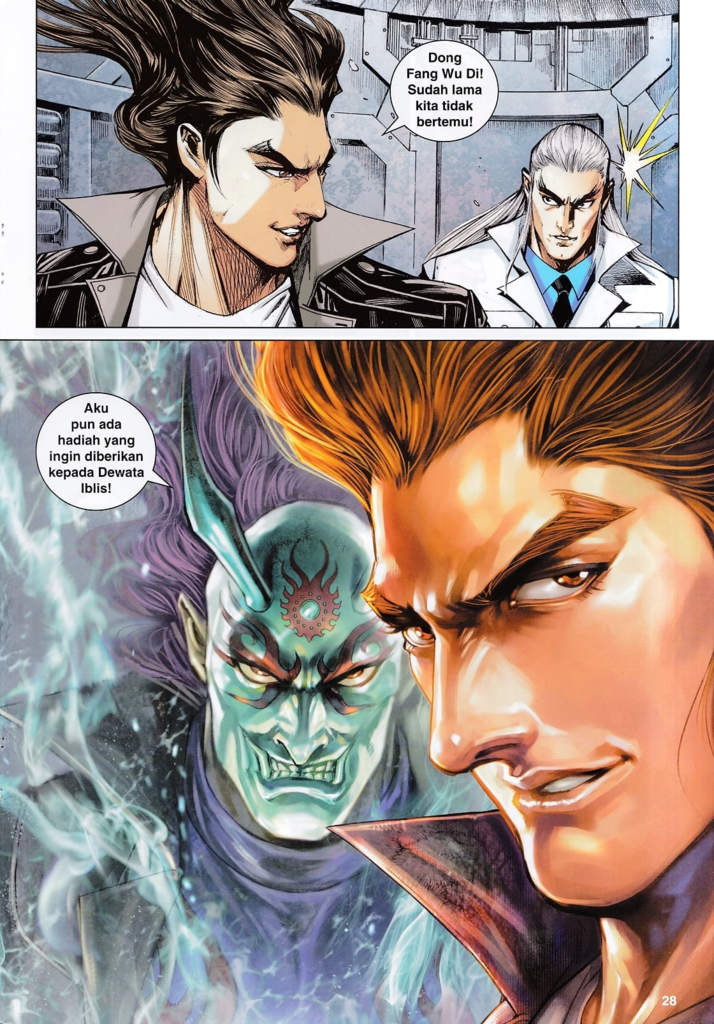 Dong
Fang Wu Di!
Sudah lama
kita tidak
bertemu!
Aku
pun ada
hadiah yang
ingin diberikan
kepada Dewata
Iblis!
28